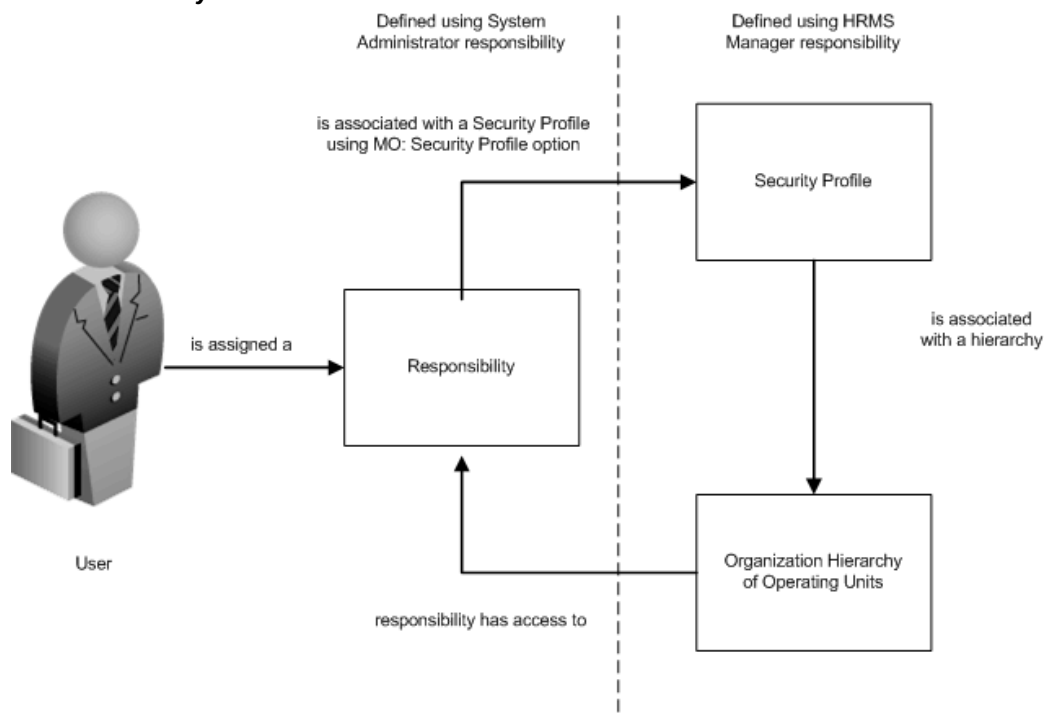 Defined using System
Administrator responsibility
Defined using HRMS
Manager responsibility
is associated with a Security Profile
using MO: Security Profile option
Security Profile
is associated
with a hierarchy
is assigned a
Responsibility
Organization Hierarchy
of Operating Units
User
responsibility has access to